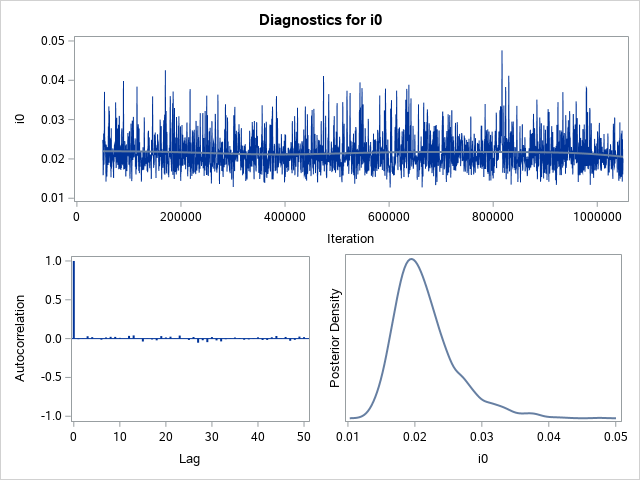 Diagnostics for i0
0.05
0.04
0.03
0.02
0.01
i0
0 200000 400000 600000 800000 1000000
Iteration
1.0
0.5
0.0
-0.5
-1.0
Autocorrelation
0 10 20 30 40 50
Lag
Posterior Density
0.01 0.02 0.03 0.04 0.05
i0